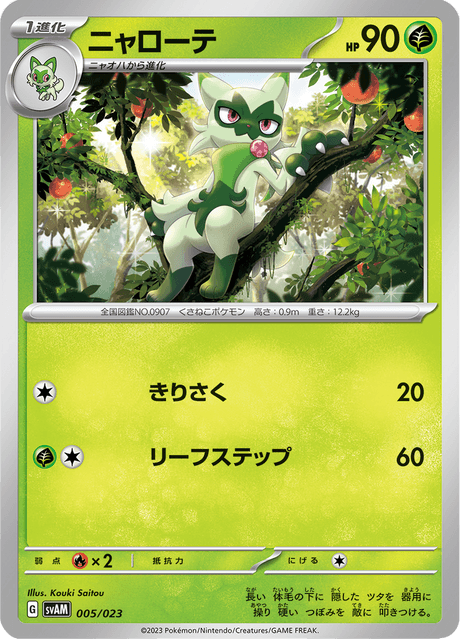 1進化
ニャローテ
HP 90
ニャオハから進化
全国図鑑NO.0907 くさねこポケモン 高さ:0.9m 重さ:12.2kg
きりさく 20
リーフステップ 60
弱点 ×2 抵抗力 にげる
Illus. Kouki Saitou
G svAM 005/023
長い 体毛の下に 隠した ツタを 器用に
操り 硬い つぼみを 敵に 叩きつける。
©2023 Pokémon/Nintendo/Creatures/GAME FREAK.